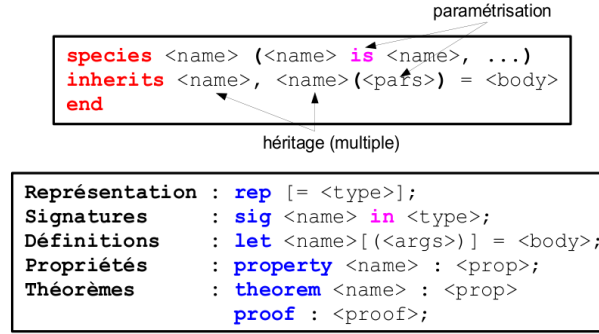 paramétrisation
species <name> (<name> is <name>, ...)
inherits <name>, <name>(<pars>) = <body>
end
héritage (multiple)
Représentation : rep [= <type>];
Signatures : sig <name> in <type>;
Définitions : let <name>[(<args>)] = <body>;
Propriétés : property <name> : <prop>;
Théorèmes : theorem <name> : <prop>
proof : <proof>;